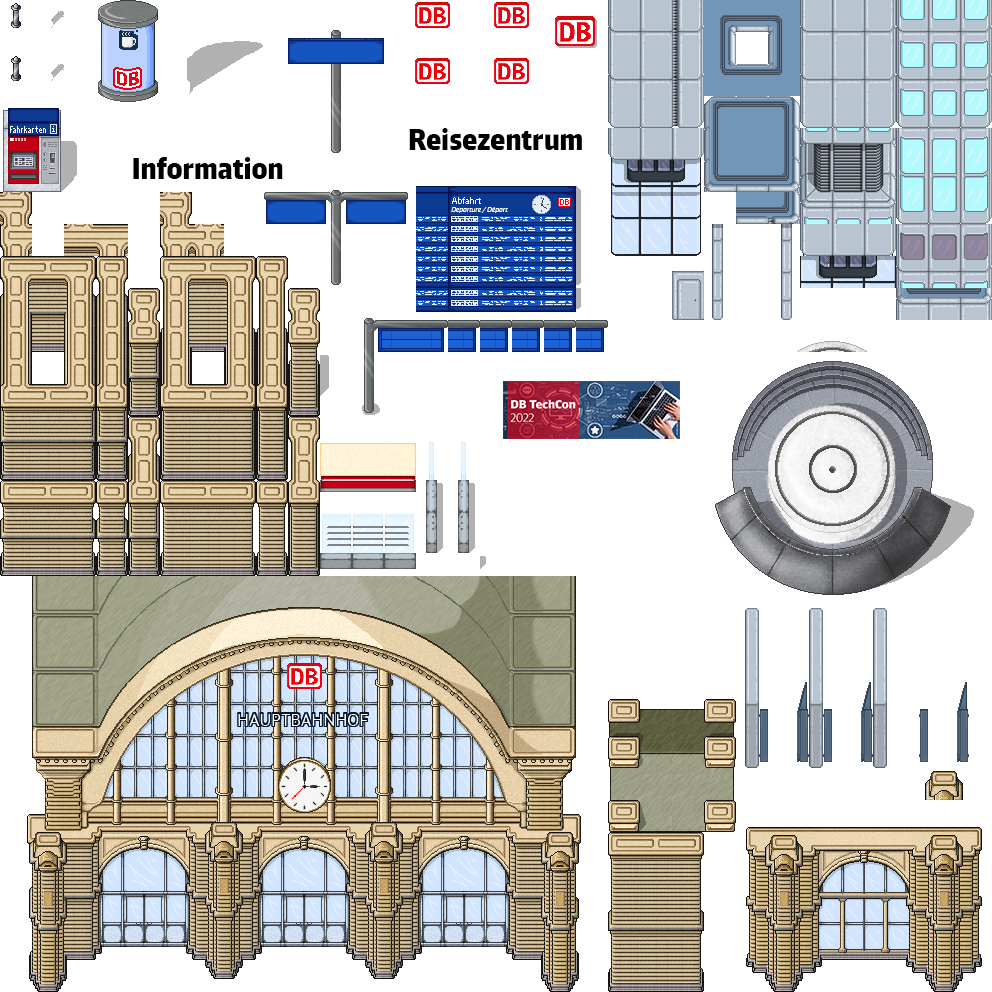 DB
DB
DB
DB
DB
DB
Fahrkarten i
Reisezentrum
Information
Abfahrt
Departure / Départ
DB
DB TechCon
2022
DB
HAUPTBAHNHOF